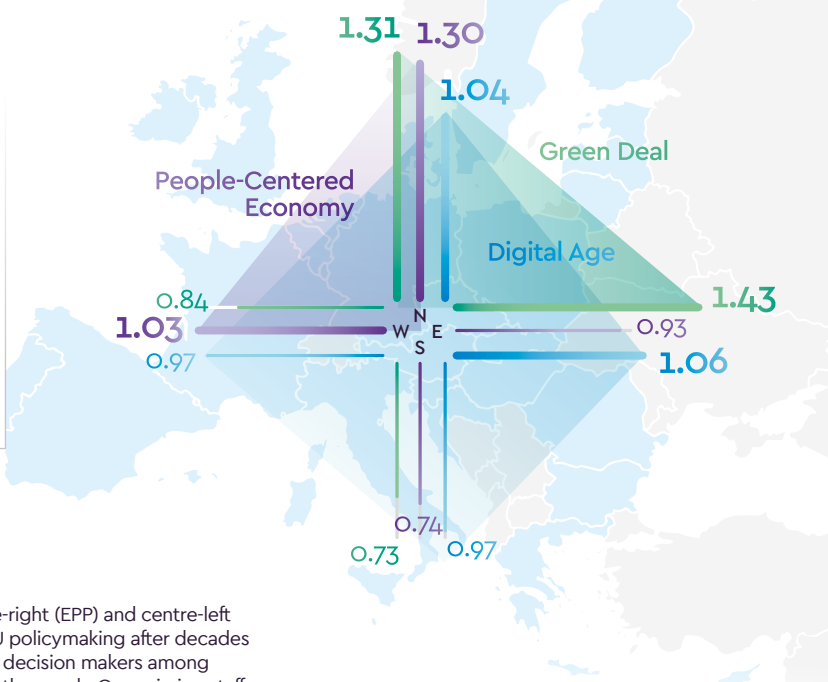 1.31
1.30
1.04
Green Deal
People-Centered
Economy
Digital Age
0.84
1.43
N
1.03
W
E
0.93
S
0.97
1.06
0.74
0.73
0.97
-right (EPP) and centre-left
policymaking after decades
decision makers among